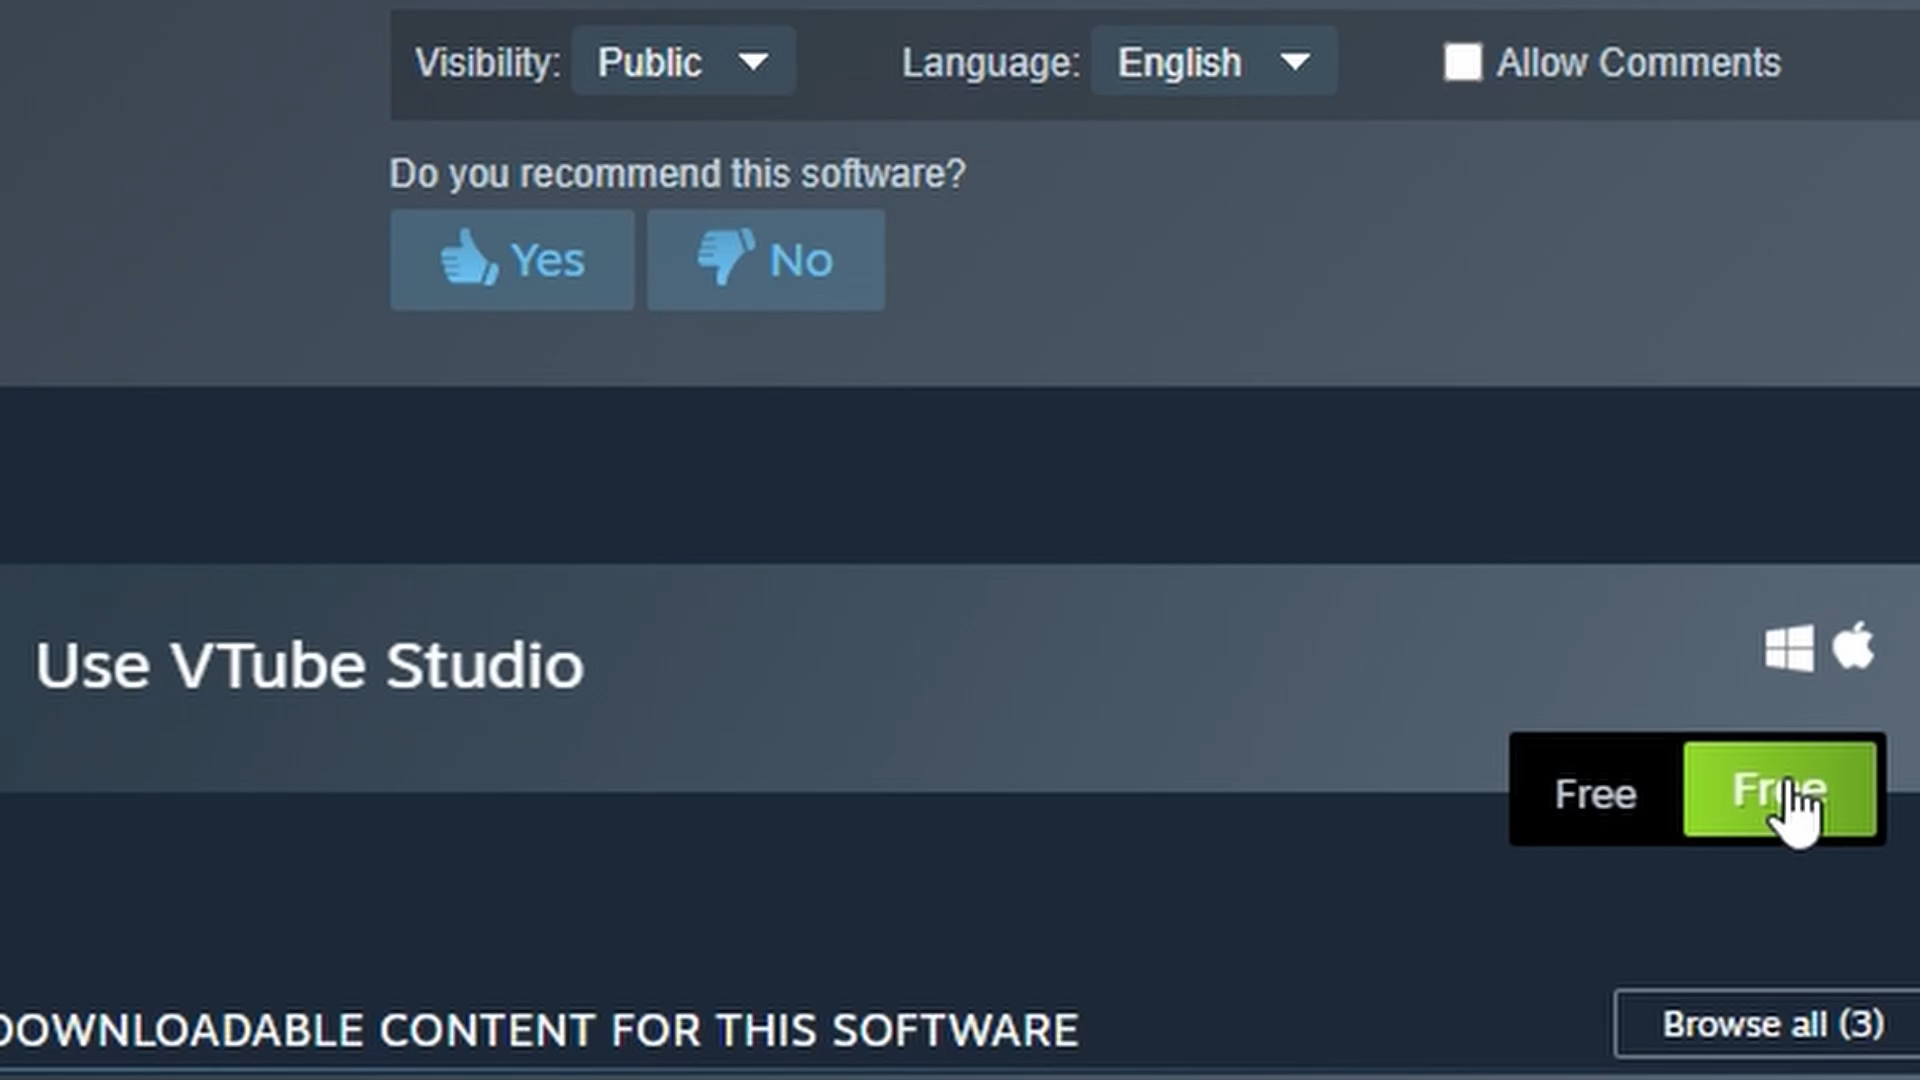 Visibility: Public Language: English Allow Comments
Do you recommend this software?
Yes No
Use VTube Studio
Free Free
DOWNLOADABLE CONTENT FOR THIS SOFTWARE Browse all (3)